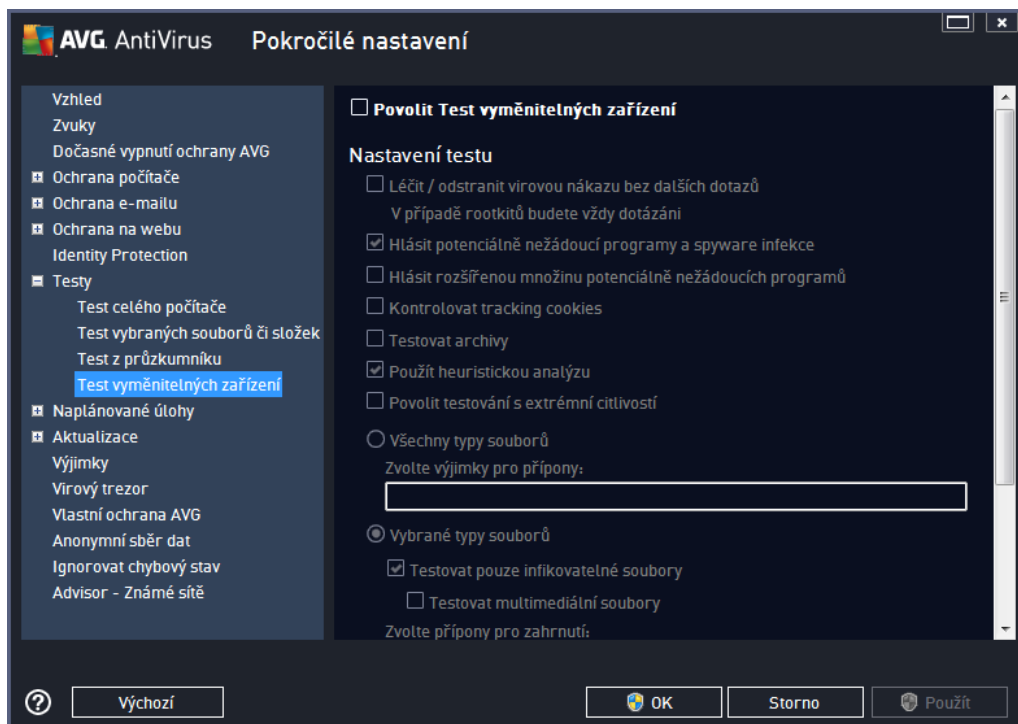 AVG. AntiVirus Pokročilé nastavení
Vzhled
Zvuky
Dočasné vypnutí ochrany AVG
Ochrana počítače
Ochrana e-mailu
Ochrana na webu
Identity Protection
Testy
Test celého počítače
Test vybraných souborů či složek
Test z průzkumníku
Test vyměnitelných zařízení
Naplánované úlohy
Aktualizace
Výjimky
Virový trezor
Vlastní ochrana AVG
Anonymní sběr dat
Ignorovat chybový stav
Advisor - Známé sítě
Povolit Test vyměnitelných zařízení
Nastavení testu
Léčit / odstranit virovou nákazu bez dalších dotazů
V případě rootkitů budete vždy dotázáni
Hlásit potenciálně nežádoucí programy a spyware infekce
Hlásit rozšířenou množinu potenciálně nežádoucích programů
Kontrolovat tracking cookies
Testovat archivy
Použít heuristickou analýzu
Povolit testování s extrémní citlivostí
Všechny typy souborů
Zvolte výjimky pro přípony:
Vybrané typy souborů
Testovat pouze infikovatelné soubory
Testovat multimediální soubory
Zvolte přípony pro zahrnutí:
Výchozí
OK
Storno
Použít